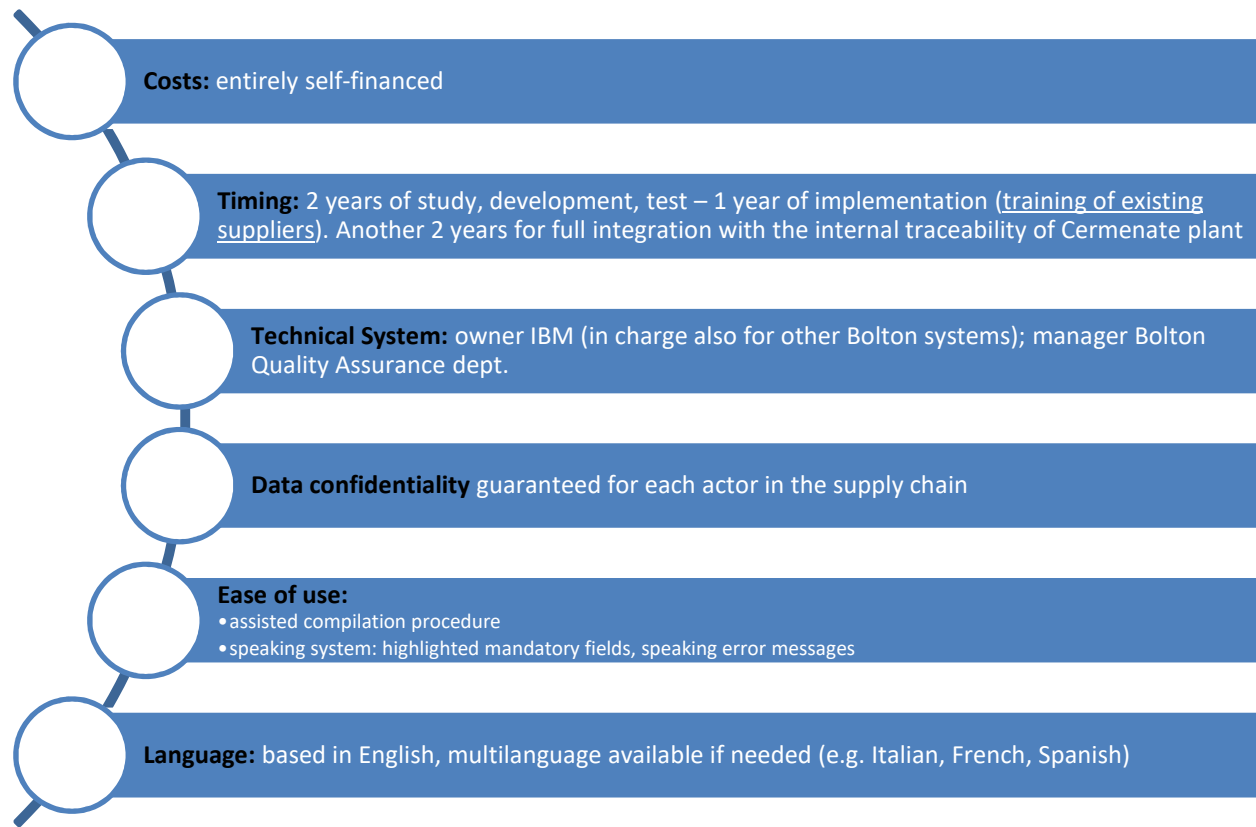 Costs: entirely self-financed
Timing: 2 years of study, development, test – 1 year of implementation (training of existing
suppliers). Another 2 years for full integration with the internal traceability of Cermenate plant
Technical System: owner IBM (in charge also for other Bolton systems); manager Bolton
Quality Assurance dept.
Data confidentiality guaranteed for each actor in the supply chain
Ease of use:
•assisted compilation procedure
•speaking system: highlighted mandatory fields, speaking error messages
Language: based in English, multilanguage available if needed (e.g. Italian, French, Spanish)